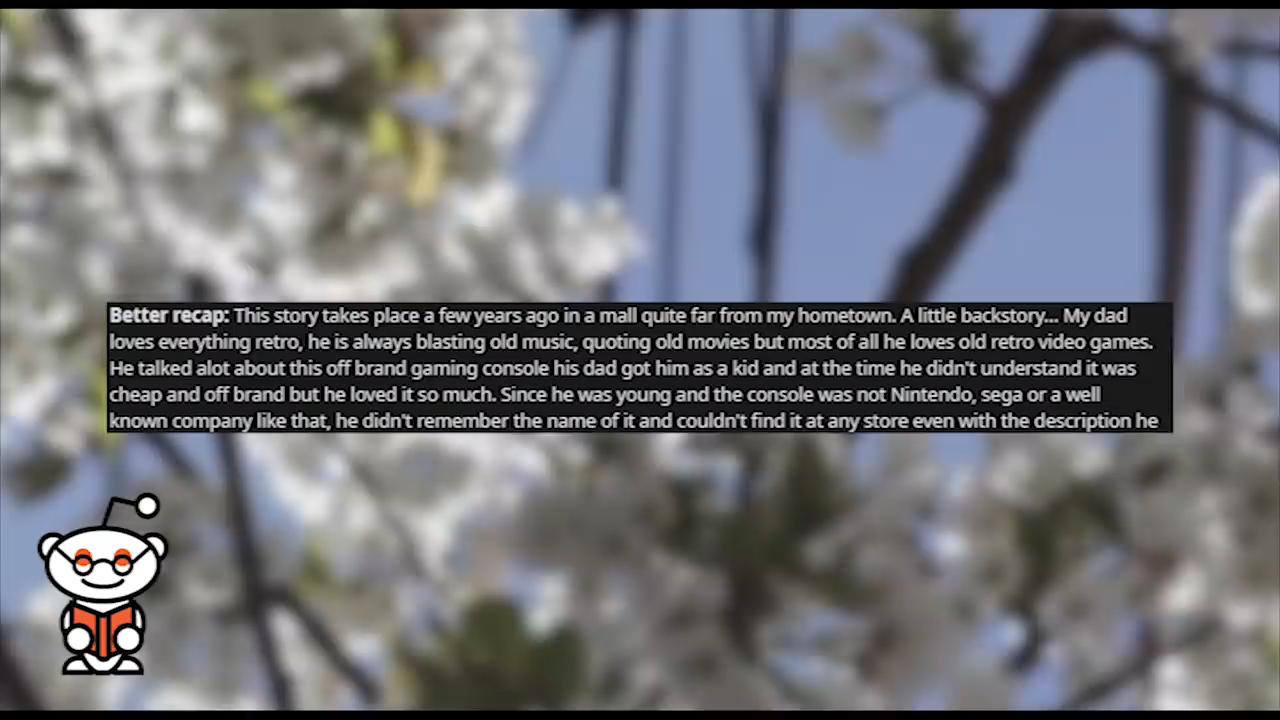 Better recap: This story takes place a few years ago in a mall quite far from my hometown. A little backstory... My dad
loves everything retro, he is always blasting old music, quoting old movies but most of all he loves old retro video games.
He talked alot about this off brand gaming console his dad got him as a kid and at the time he didn't understand it was
cheap and off brand but he loved it so much. Since he was young and the console was not Nintendo, sega or a well
known company like that, he didn't remember the name of it and couldn't find it at any store even with the description he